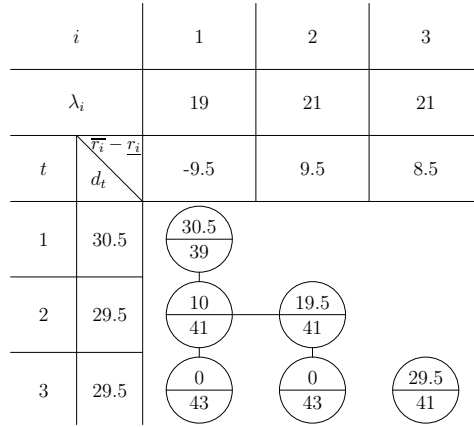 i 1 2 3
λ_i 19 21 21
t \overline{r_i} − \underline{r_i} d_t -9.5 9.5 8.5
1 30.5 30.5/39
2 29.5 10/41 19.5/41
3 29.5 0/43 0/43 29.5/41